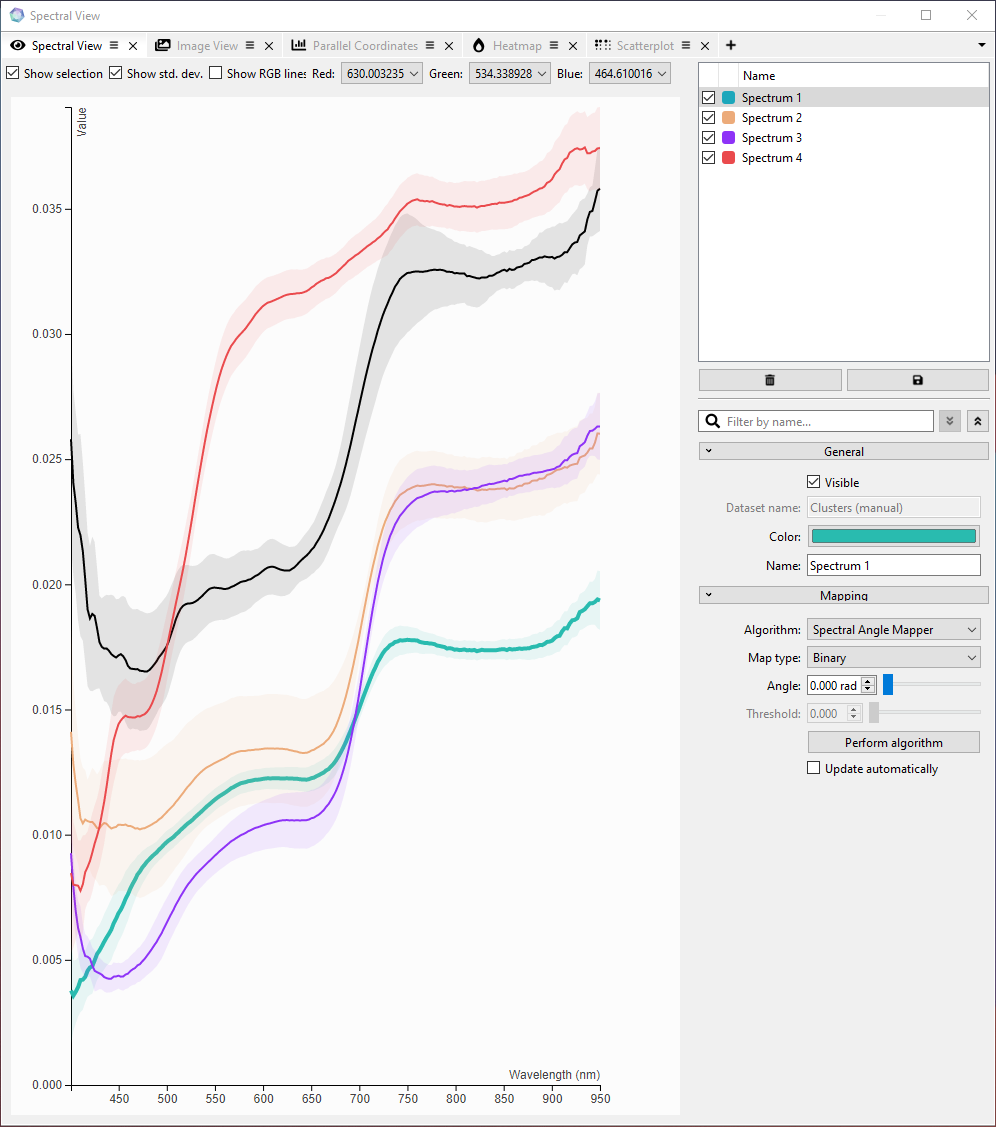 Spectral View
Spectral View Image View Parallel Coordinates Heatmap Scatterplot
Show selection Show std. dev. Show RGB lines Red: 630.003235 Green: 534.338928 Blue: 464.610016
Value
0.035
0.030
0.025
0.020
0.015
0.010
0.005
0.000
Wavelength (nm)
450 500 550 600 650 700 750 800 850 900 950
Name
Spectrum 1
Spectrum 2
Spectrum 3
Spectrum 4
Filter by name...
General
Visible
Dataset name: Clusters (manual)
Color:
Name: Spectrum 1
Mapping
Algorithm: Spectral Angle Mapper
Map type: Binary
Angle: 0.000 rad
Threshold: 0.000
Perform algorithm
Update automatically